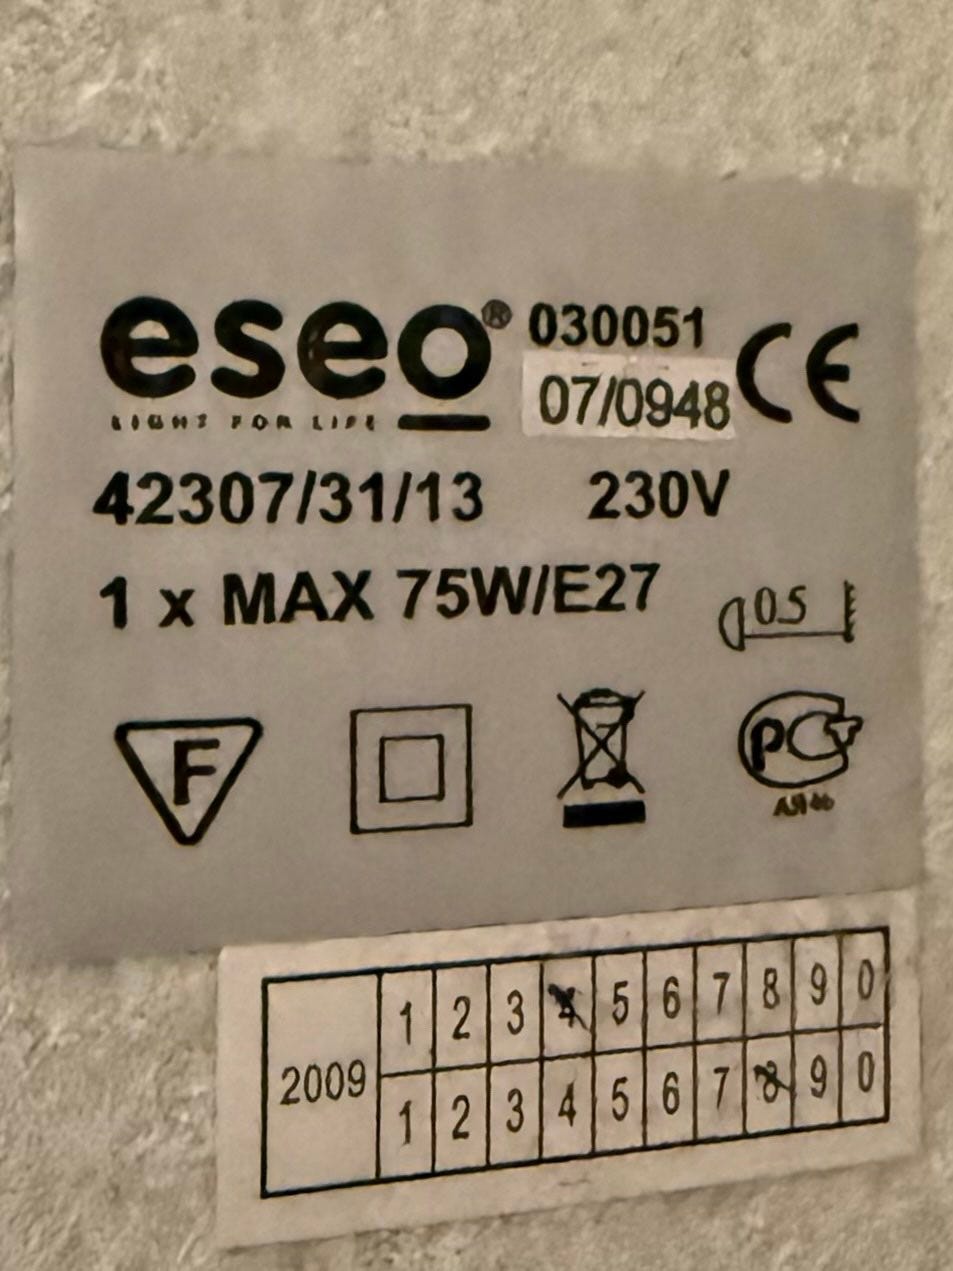 eseo® 030051 CE
07/0948
LIGHT FOR LIFE
42307/31/13 230V
1 x MAX 75W/E27
0.5
F PC
2009 1 2 3 4 5 6 7 8 9 0
1 2 3 4 5 6 7 8 9 0